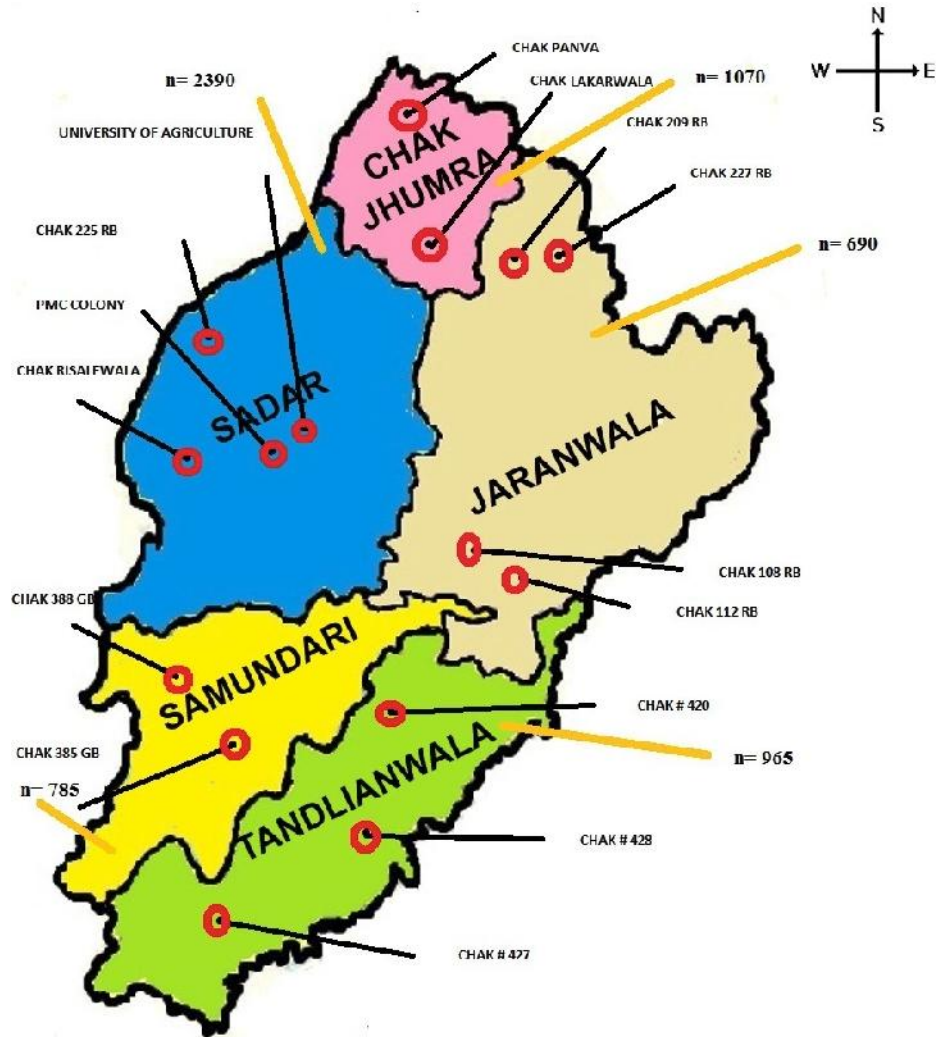 N
W E
S
CHAK PANVA
n= 2390
CHAK LAKARWALA
n= 1070
UNIVERSITY OF AGRICULTURE
CHAK 209 RB
CHAK
JHUMRA
CHAK 227 RB
CHAK 225 RB
n= 690
PMC COLONY
CHAK RISALEWALA
SADAR
JARANWALA
CHAK 108 RB
CHAK 388 GB
CHAK 112 RB
SAMUNDARI
CHAK # 420
CHAK 385 GB
n= 965
n= 785
TANDLIANWALA
CHAK # 428
CHAK # 427